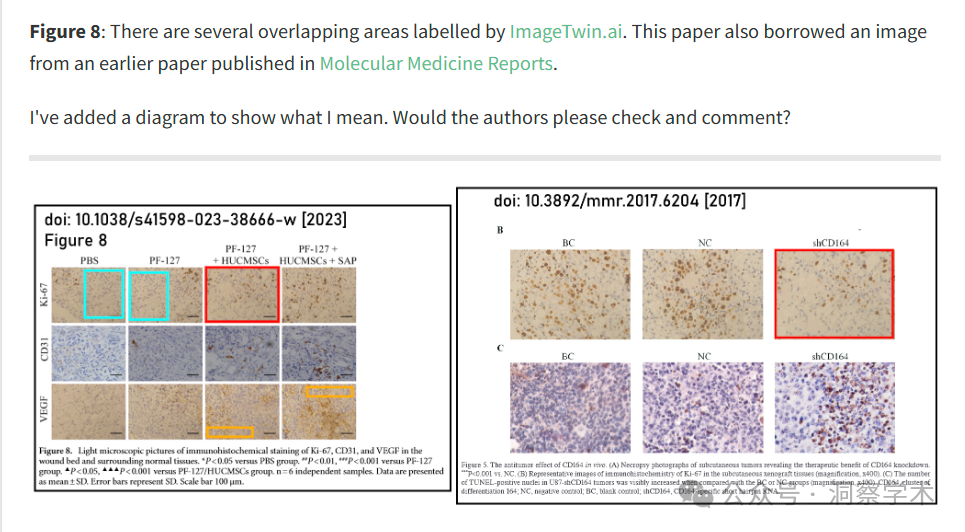 Figure 8: There are several overlapping areas labelled by ImageTwin.ai. This paper also borrowed an image
from an earlier paper published in Molecular Medicine Reports.
I've added a diagram to show what I mean. Would the authors please check and comment?
doi: 10.1038/s41598-023-38666-w [2023]
Figure 8
PBS
PF-127
PF-127
+ HUCMSCs
PF-127 +
HUCMSCs + SAP
Ki-67
CD31
VEGF
Figure 8. Light microscopic pictures of immunohistochemical staining of Ki-67, CD31, and VEGF in the
wound bed and surrounding normal tissues. *P<0.05 versus PBS group. ##P<0.01, ###P<0.001 versus PF-127
group. ▲P<0.05, ▲▲▲P<0.001 versus PF-127/HUCMSCs group. n=6 independent samples. Data are presented
as mean ± SD. Error bars represent SD. Scale bar 100 μm.
doi: 10.3892/mmr.2017.6204 [2017]
B
BC
NC
shCD164
C
BC
NC
shCD164
Figure 5. The antitumor effect of CD164 in vivo. (A) Necropsy photographs of subcutaneous tumors revealing the therapeutic benefit of CD164 knockdown.
***P<0.001 vs. NC. (B) Representative images of immunohistochemistry of Ki-67 in the subcutaneous xenograft tissues (magnification, x400). (C) The number
of TUNEL-positive nuclei in U87-shCD164 tumors was visibly increased when compared with the BC or NC groups (magnification, x400). CD164, cluster of
differentiation 164; NC, negative control; BC, blank control; shCD164, CD164-specific short hairpin RNA.
公众号 · 洞察学术